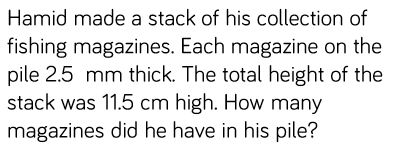 Hamid made a stack of his collection of
fishing magazines. Each magazine on the
pile 2.5 mm thick. The total height of the
stack was 11.5 cm high. How many
magazines did he have in his pile?